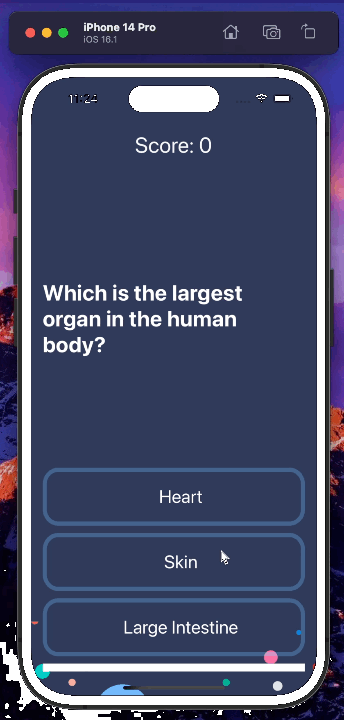 iPhone 14 Pro
iOS 16.1
11:24
Score: 0
Which is the largest
organ in the human
body?
Heart
Skin
Large Intestine